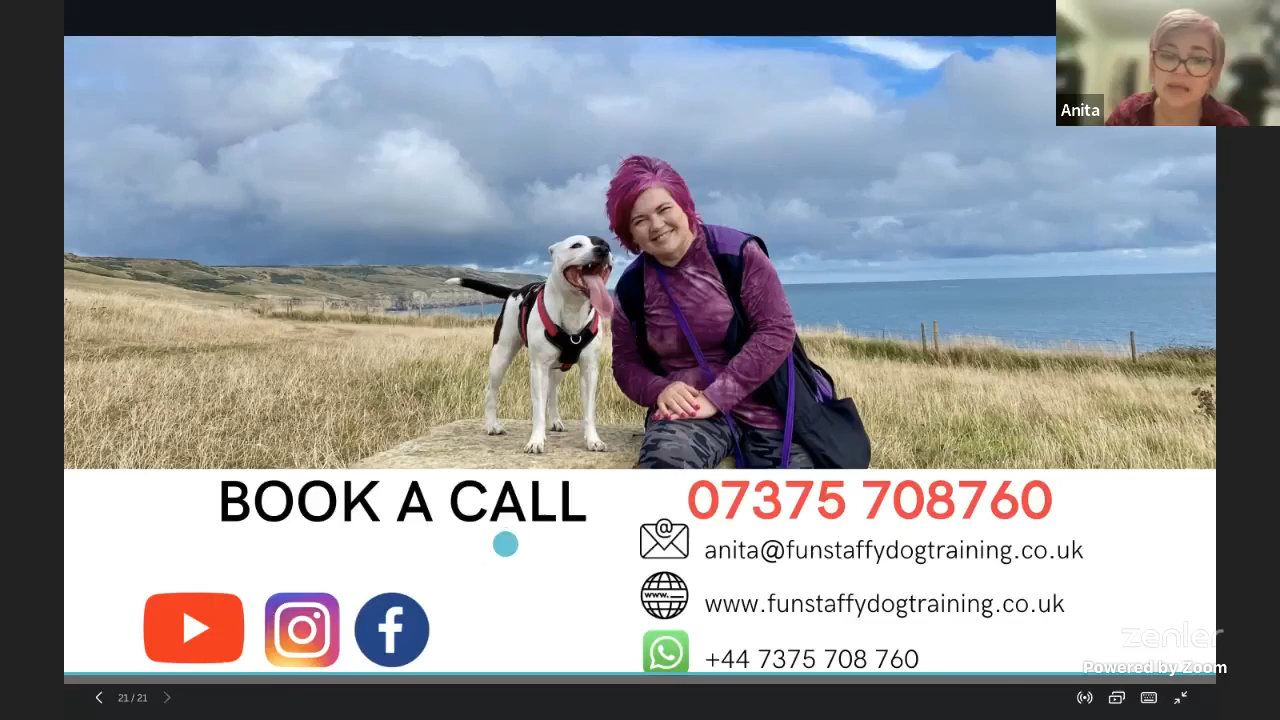 Anita
BOOK A CALL
07375 708760
@
anita@funstaffydogtraining.co.uk
www.
www.funstaffydogtraining.co.uk
+44 7375 708 760
zenler
Powered by Zoom
21 / 21